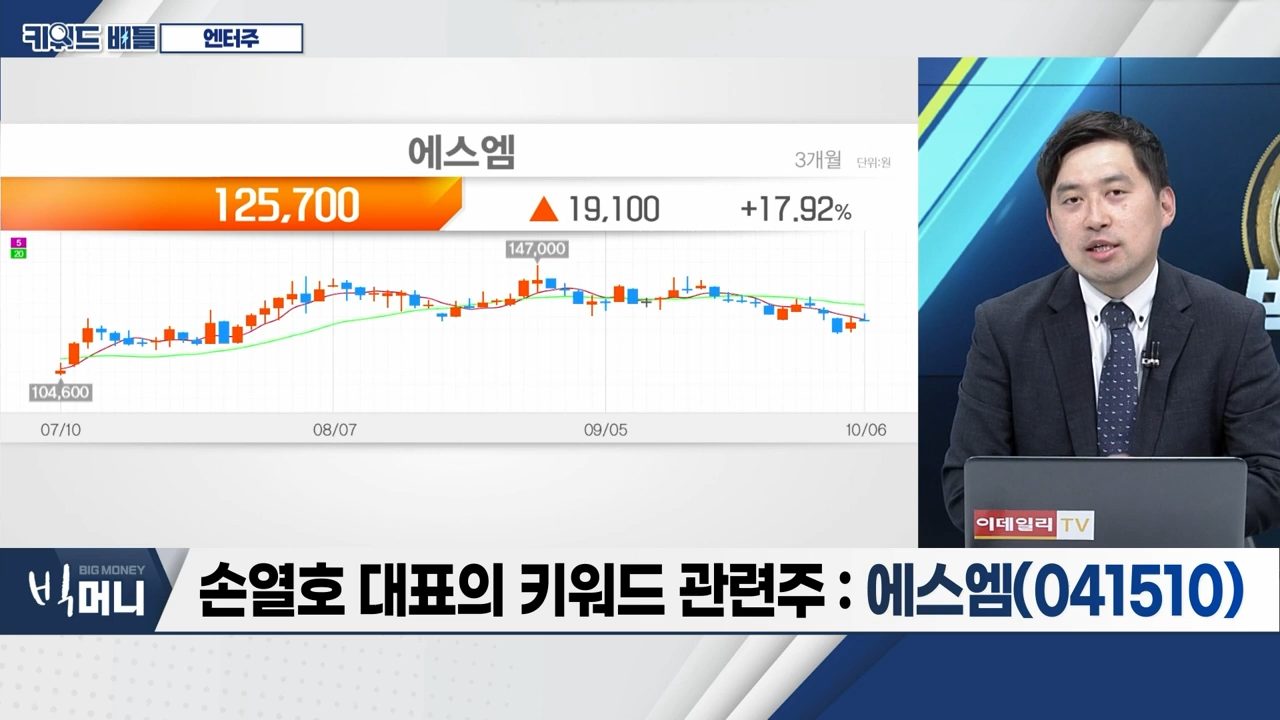 키워드 배틀
엔터주
에스엠
3개월 단위:원
125,700 ▲ 19,100 +17.92%
5
20
147,000
104,600
07/10 08/07 09/05 10/06
이데일리 TV
BIG MONEY
빅머니
손열호 대표의 키워드 관련주 : 에스엠(041510)